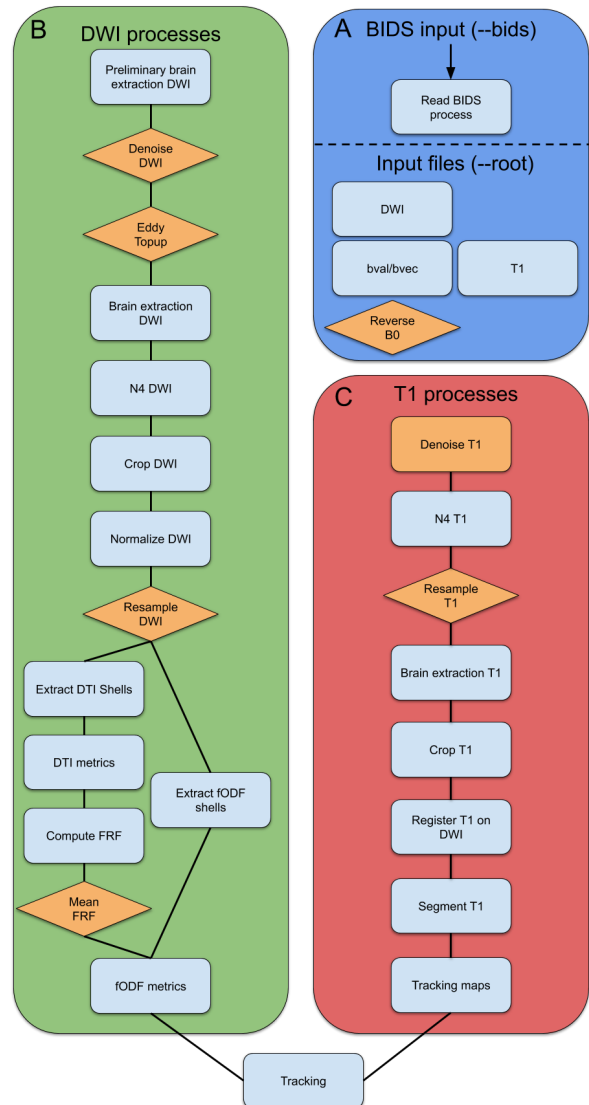 B
DWI processes
Preliminary brain
extraction DWI
Denoise
DWI
Eddy
Topup
Brain extraction
DWI
N4 DWI
Crop DWI
Normalize DWI
Resample
DWI
Extract DTI Shells
DTI metrics
Compute FRF
Mean
FRF
Extract fODF
shells
fODF metrics
A
BIDS input (--bids)
Read BIDS
process
Input files (--root)
DWI
bval/bvec
T1
Reverse
B0
C
T1 processes
Denoise T1
N4 T1
Resample
T1
Brain extraction T1
Crop T1
Register T1 on
DWI
Segment T1
Tracking maps
Tracking